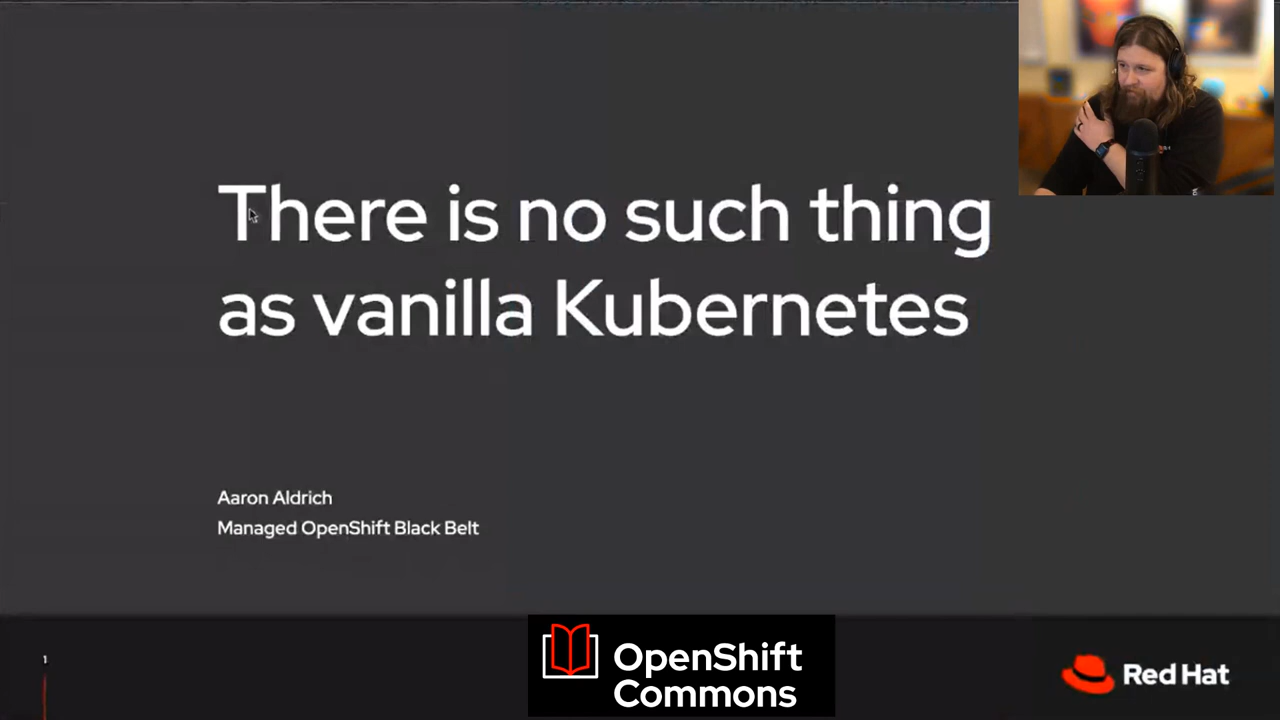 There is no such thing
as vanilla Kubernetes
Aaron Aldrich
Managed OpenShift Black Belt
1
OpenShift
Commons
Red Hat